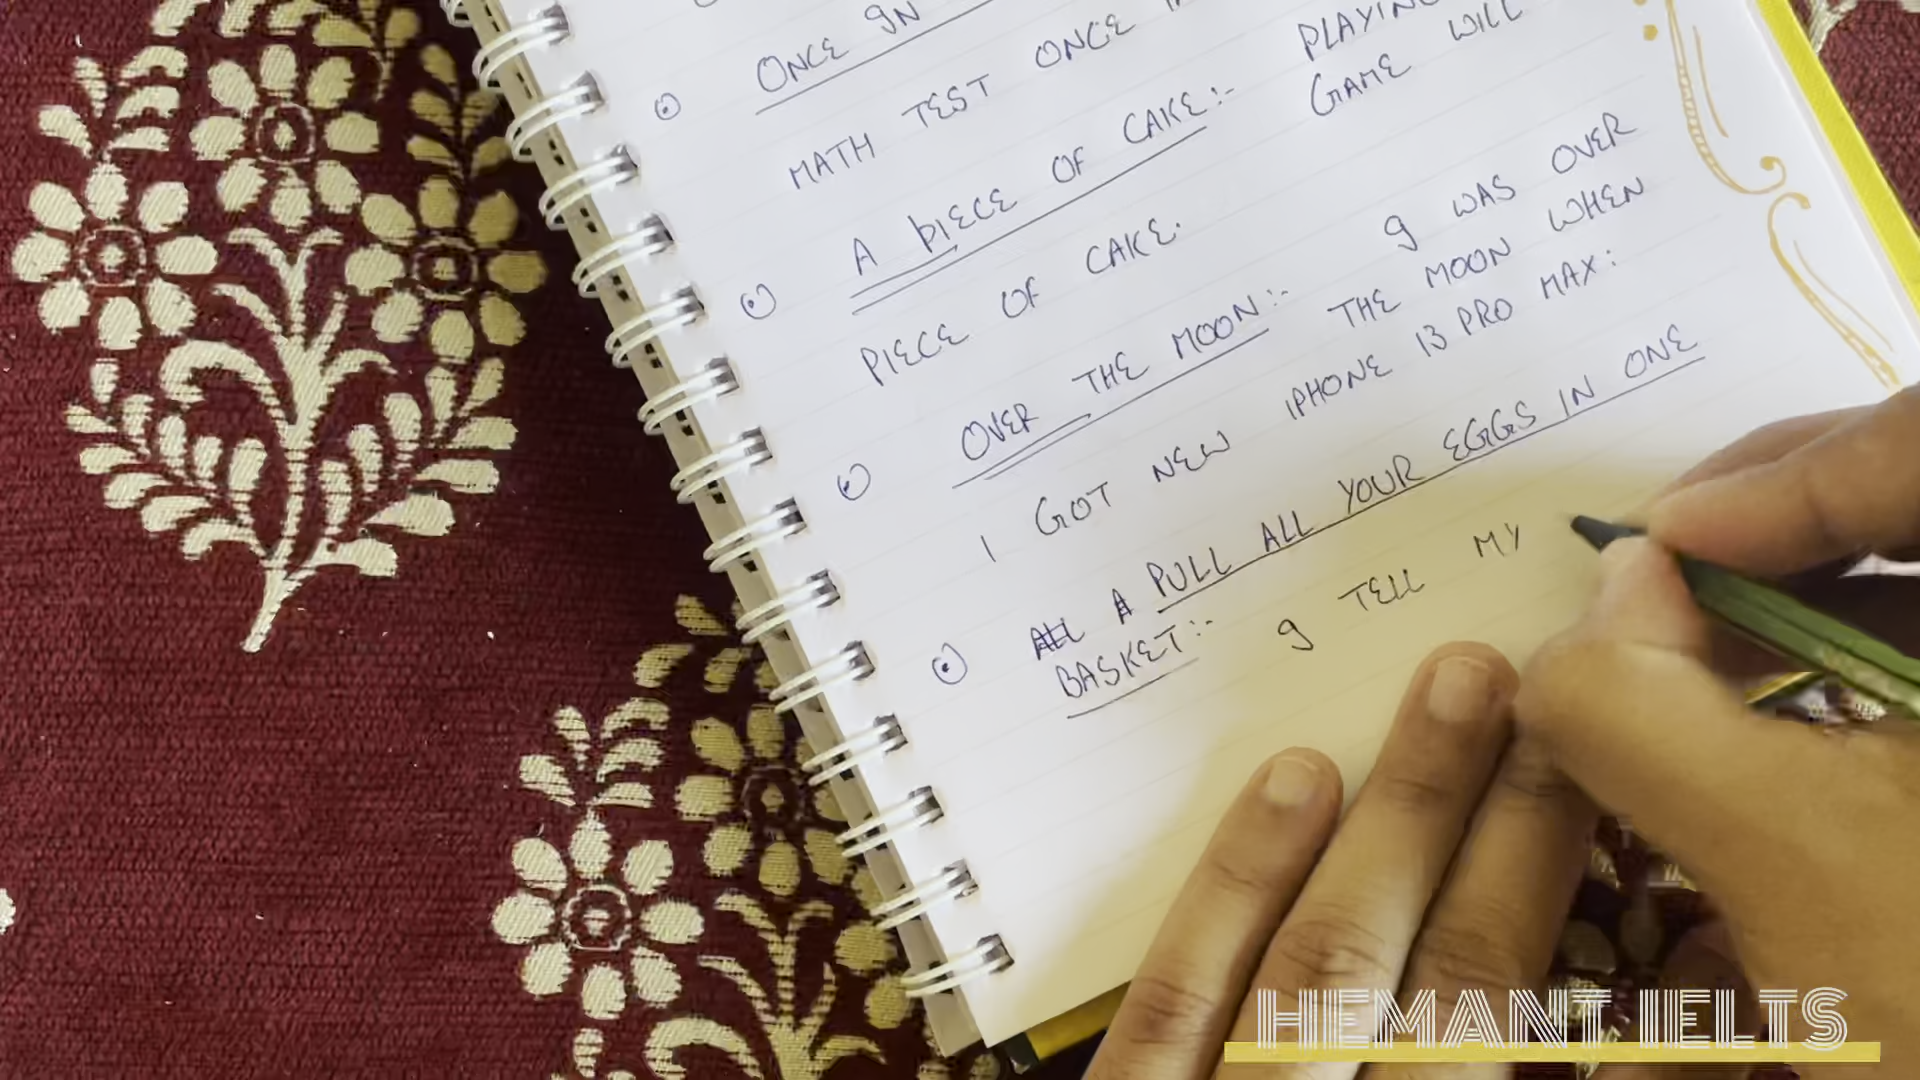 ONCE IN
MATH TEST ONCE
A PIECE OF CAKE:- PLAYING
GAME WILL
PIECE OF CAKE.
OVER THE MOON:- I WAS OVER
THE MOON WHEN
I GOT NEW IPHONE 13 PRO MAX:
A PULL ALL YOUR EGGS IN ONE
BASKET:- I TELL MY
HEMANT IELTS